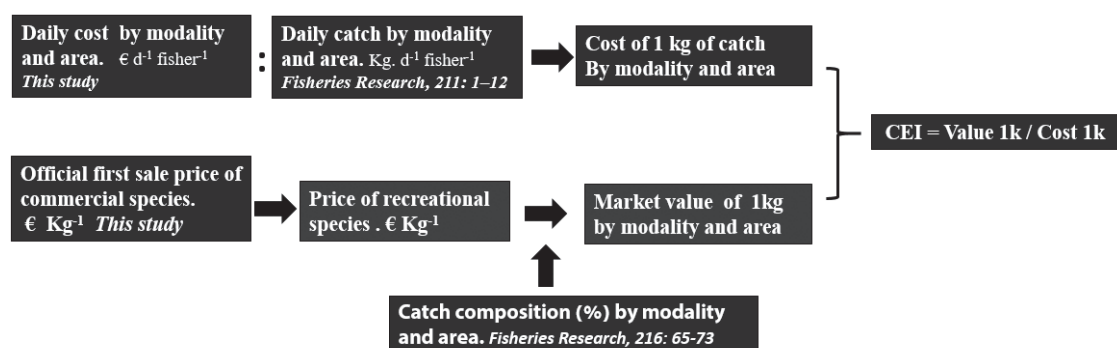 Daily cost by modality
and area. € d-1 fisher-1
This study
:
Daily catch by modality
and area. Kg. d-1 fisher-1
Fisheries Research, 211: 1–12
Cost of 1 kg of catch
By modality and area
CEI = Value 1k / Cost 1k
Official first sale price of
commercial species.
€ Kg-1 This study
Price of recreational
species . € Kg-1
Market value of 1kg
by modality and area
Catch composition (%) by modality
and area. Fisheries Research, 216: 65-73